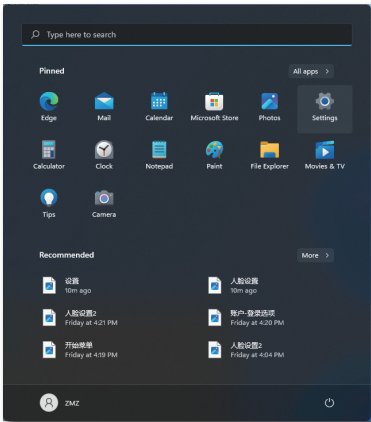 Type here to search
Pinned
All apps >
Edge
Mail
Calendar
Microsoft Store
Photos
Settings
Calculator
Clock
Notepad
Paint
File Explorer
Movies & TV
Tips
Camera
Recommended
More >
设置
10m ago
人脸设置
10m ago
人脸设置2
Friday at 4:21 PM
账户-登录选项
Friday at 4:20 PM
开始菜单
Friday at 4:19 PM
人脸设置2
Friday at 4:04 PM
ZMZ